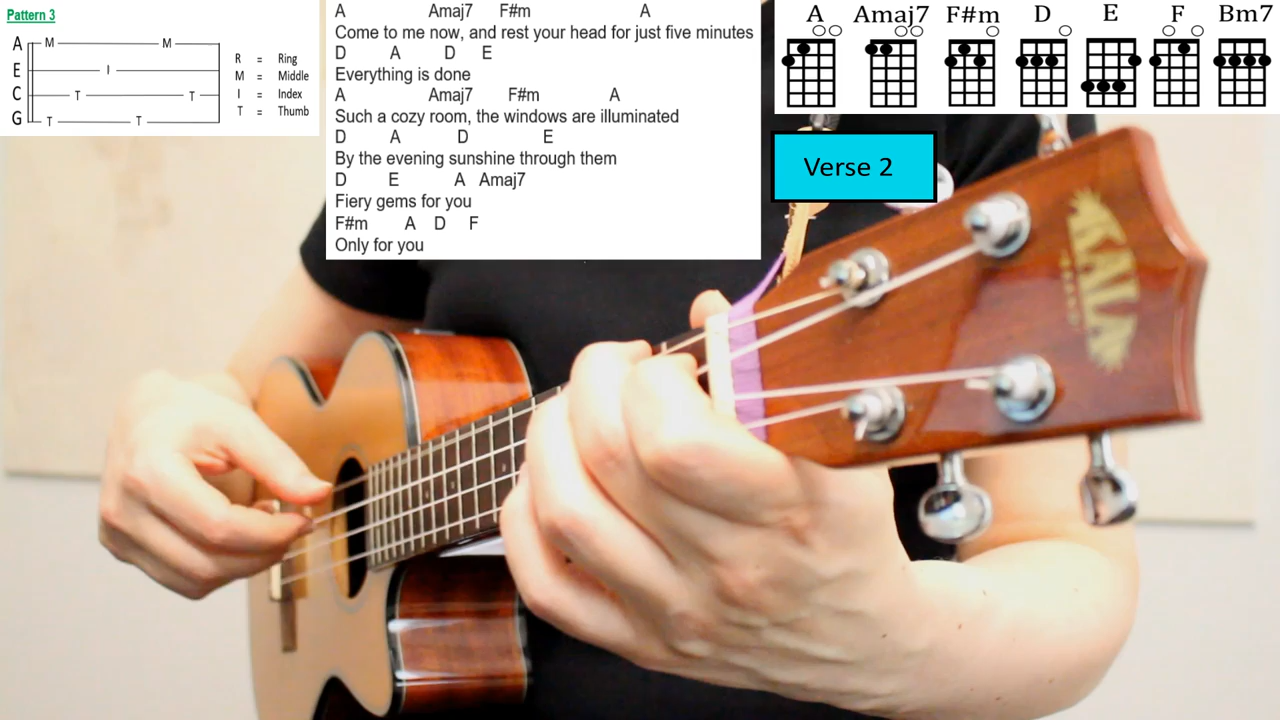 Pattern 3
A M M
E I
C T T
G T T
R = Ring
M = Middle
I = Index
T = Thumb
A Amaj7 F#m A
Come to me now, and rest your head for just five minutes
D A D E
Everything is done
A Amaj7 F#m A
Such a cozy room, the windows are illuminated
D A D E
By the evening sunshine through them
D E A Amaj7
Fiery gems for you
F#m A D F
Only for you
A Amaj7 F#m D E F Bm7
Verse 2
KALA